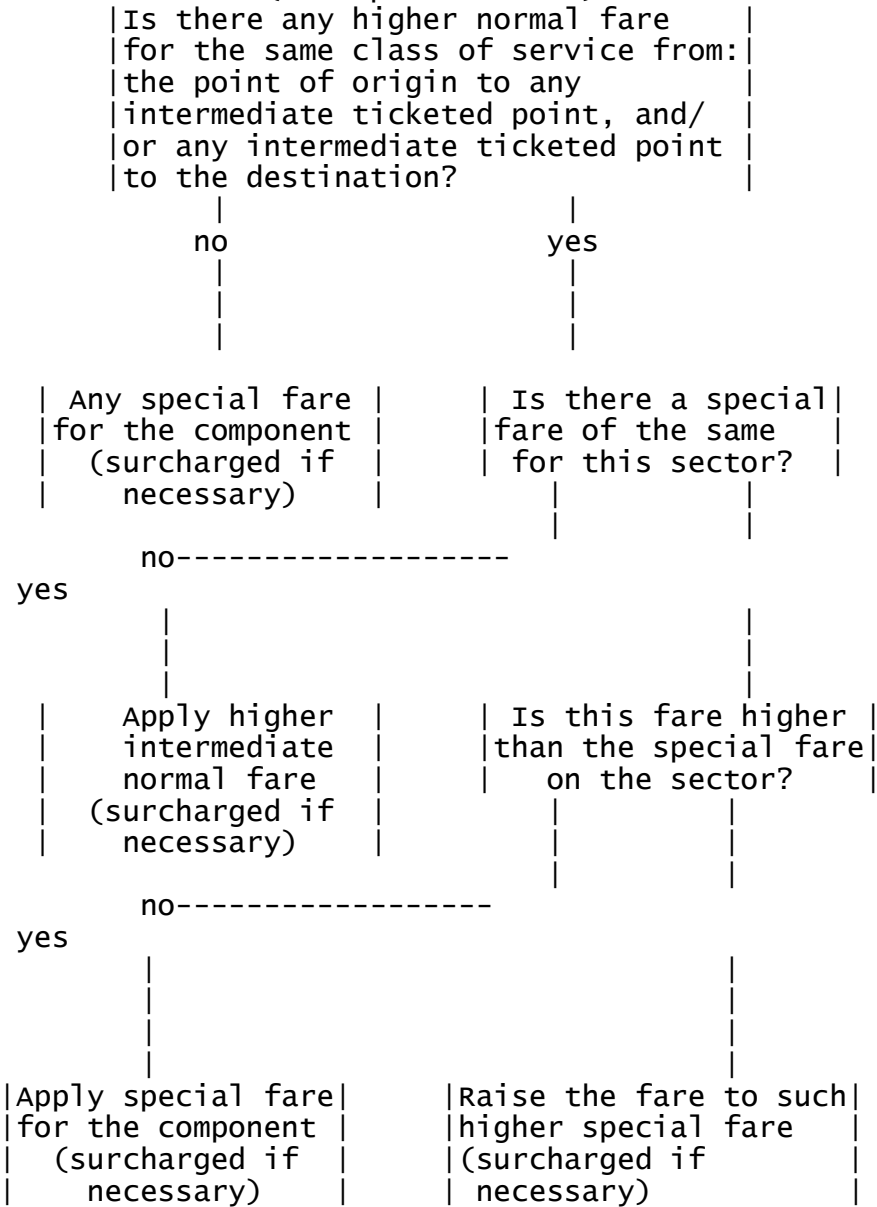 |Is there any higher normal fare |
|for the same class of service from:|
|the point of origin to any |
|intermediate ticketed point, and/ |
|or any intermediate ticketed point |
|to the destination? |
| |
no yes
| |
| |
| |
| Any special fare | | Is there a special|
|for the component | |fare of the same |
| (surcharged if | | for this sector? |
| necessary) | | |
| |
no-------------------
yes
| |
| |
| |
| Apply higher | | Is this fare higher |
| intermediate | |than the special fare|
| normal fare | | on the sector? |
| (surcharged if | | |
| necessary) | | |
| |
no------------------
yes
| |
| |
| |
| |
|Apply special fare| |Raise the fare to such|
|for the component | |higher special fare |
| (surcharged if | |(surcharged if |
| necessary) | | necessary) |